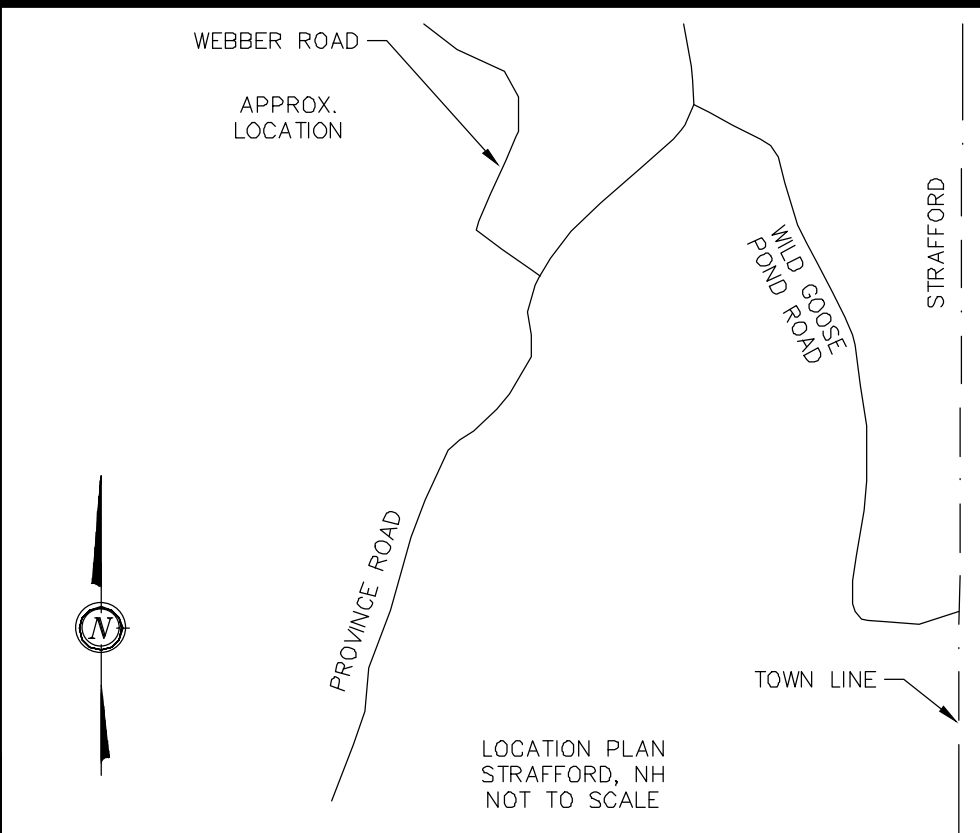 WEBBER ROAD
APPROX.
LOCATION
STRAFFORD
WILD GOOSE
POND ROAD
PROVINCE ROAD
N
TOWN LINE
LOCATION PLAN
STRAFFORD, NH
NOT TO SCALE